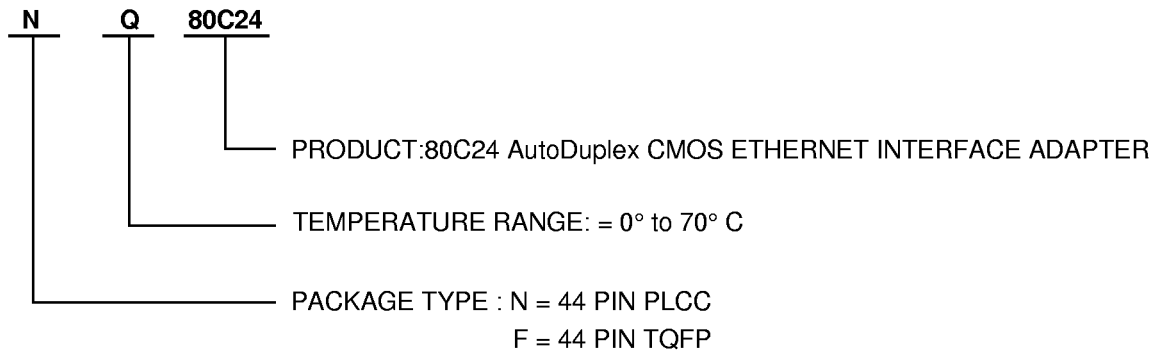 N Q 80C24
PRODUCT:80C24 AutoDuplex CMOS ETHERNET INTERFACE ADAPTER
TEMPERATURE RANGE: = 0° to 70° C
PACKAGE TYPE : N = 44 PIN PLCC
F = 44 PIN TQFP